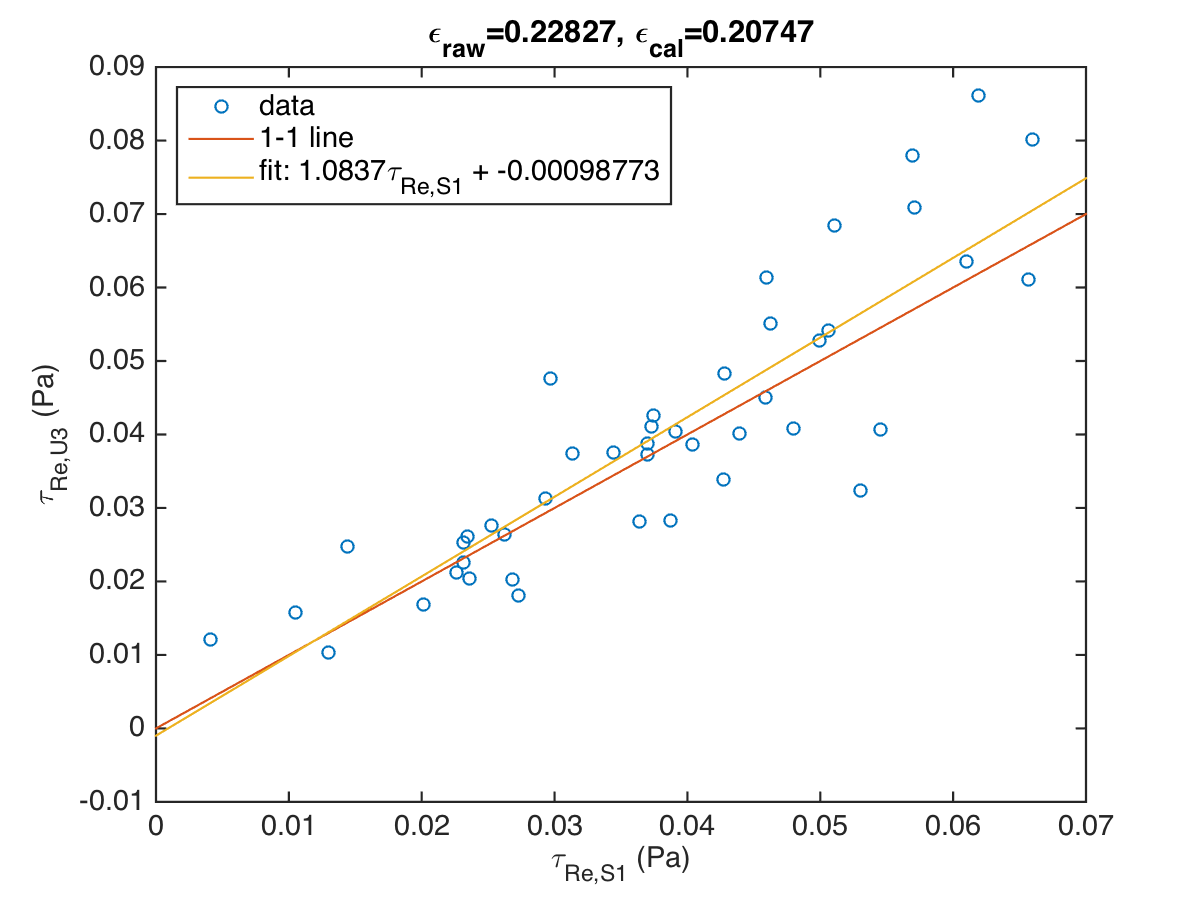 ϵraw=0.22827, ϵcal=0.20747
0.09
0.08
0.07
0.06
0.05
0.04
0.03
0.02
0.01
0
-0.01
data
1-1 line
fit: 1.0837τRe,S1 + -0.00098773
τRe,U3 (Pa)
0 0.01 0.02 0.03 0.04 0.05 0.06 0.07
τRe,S1 (Pa)